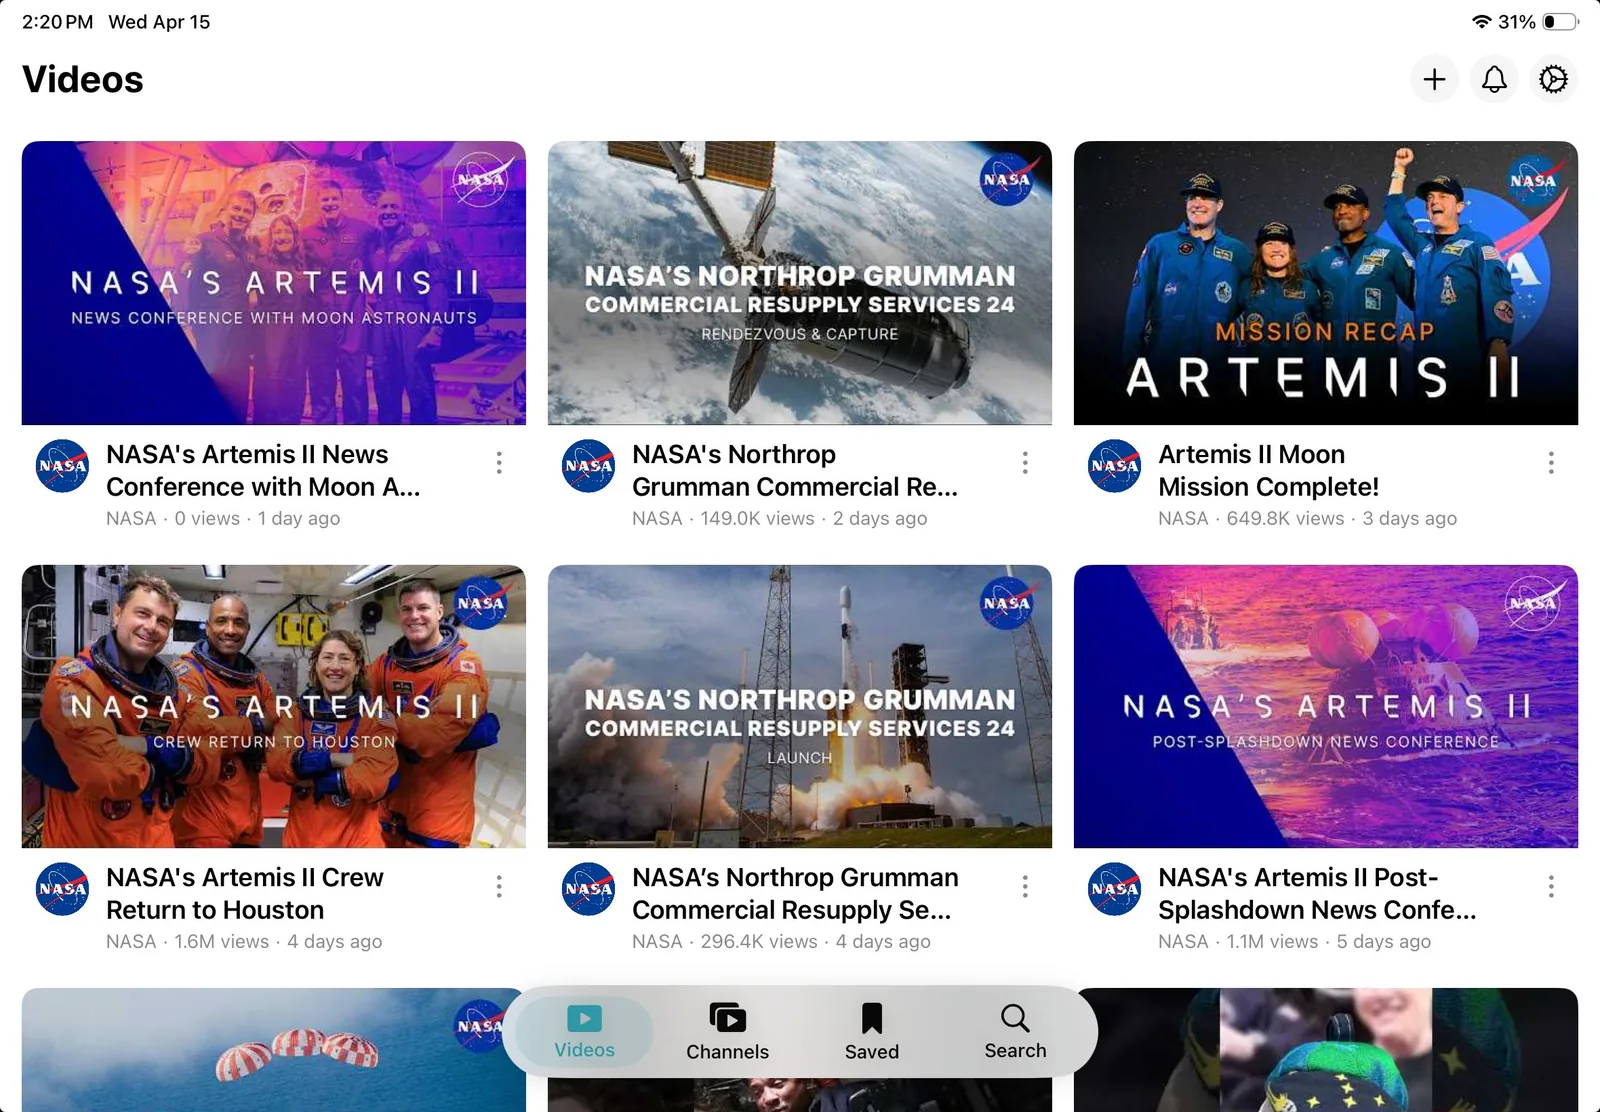 2:20 PM Wed Apr 15
31%
Videos
NASA
NASA'S ARTEMIS II
NEWS CONFERENCE WITH MOON ASTRONAUTS
NASA
NASA'S NORTHROP GRUMMAN
COMMERCIAL RESUPPLY SERVICES 24
RENDEZVOUS & CAPTURE
NASA
MISSION RECAP
ARTEMIS II
NASA
NASA's Artemis II News
Conference with Moon A...
NASA · 0 views · 1 day ago
NASA
NASA's Northrop
Grumman Commercial Re...
NASA · 149.0K views · 2 days ago
NASA
Artemis II Moon
Mission Complete!
NASA · 649.8K views · 3 days ago
NASA
NASA'S ARTEMIS II
CREW RETURN TO HOUSTON
NASA
NASA'S NORTHROP GRUMMAN
COMMERCIAL RESUPPLY SERVICES 24
LAUNCH
NASA
NASA'S ARTEMIS II
POST-SPLASHDOWN NEWS CONFERENCE
NASA
NASA's Artemis II Crew
Return to Houston
NASA · 1.6M views · 4 days ago
NASA
NASA’s Northrop Grumman
Commercial Resupply Se...
NASA · 296.4K views · 4 days ago
NASA
NASA's Artemis II Post-
Splashdown News Confe...
NASA · 1.1M views · 5 days ago
NASA
Videos
Channels
Saved
Search